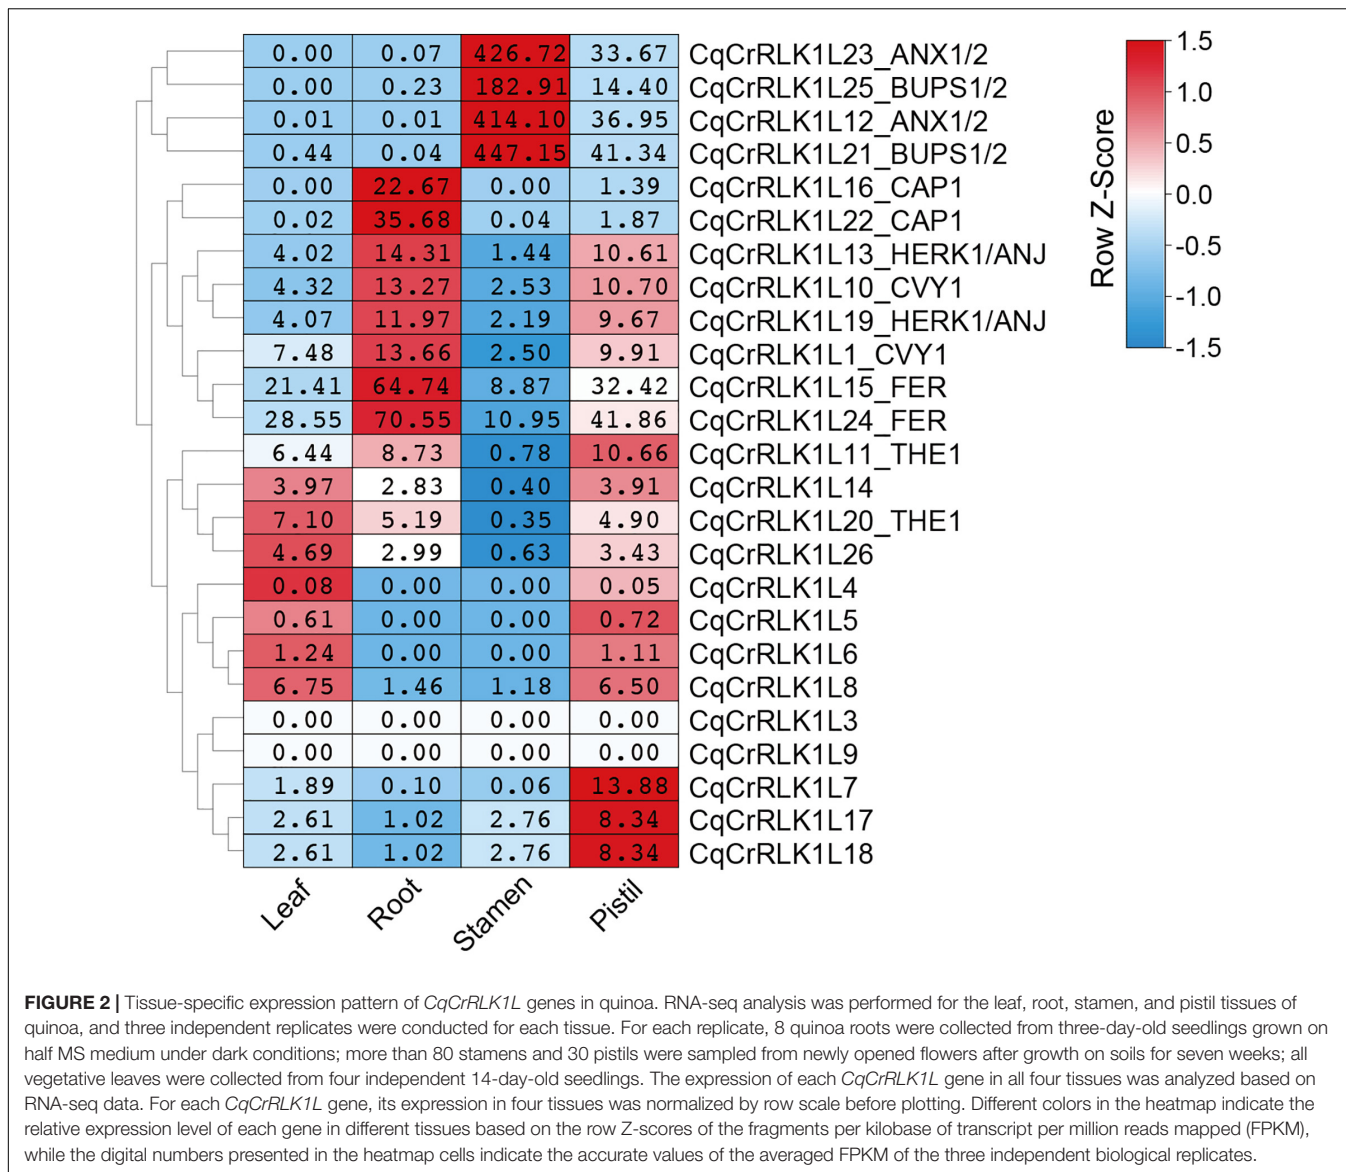 0.00 0.07 426.72 33.67 CqCrRLK1L23_ANX1/2
0.00 0.23 182.91 14.40 CqCrRLK1L25_BUPS1/2
0.01 0.01 414.10 36.95 CqCrRLK1L12_ANX1/2
0.44 0.04 447.15 41.34 CqCrRLK1L21_BUPS1/2
0.00 22.67 0.00 1.39 CqCrRLK1L16_CAP1
0.02 35.68 0.04 1.87 CqCrRLK1L22_CAP1
4.02 14.31 1.44 10.61 CqCrRLK1L13_HERK1/ANJ
4.32 13.27 2.53 10.70 CqCrRLK1L10_CVY1
4.07 11.97 2.19 9.67 CqCrRLK1L19_HERK1/ANJ
7.48 13.66 2.50 9.91 CqCrRLK1L1_CVY1
21.41 64.74 8.87 32.42 CqCrRLK1L15_FER
28.55 70.55 10.95 41.86 CqCrRLK1L24_FER
6.44 8.73 0.78 10.66 CqCrRLK1L11_THE1
3.97 2.83 0.40 3.91 CqCrRLK1L14
7.10 5.19 0.35 4.90 CqCrRLK1L20_THE1
4.69 2.99 0.63 3.43 CqCrRLK1L26
0.08 0.00 0.00 0.05 CqCrRLK1L4
0.61 0.00 0.00 0.72 CqCrRLK1L5
1.24 0.00 0.00 1.11 CqCrRLK1L6
6.75 1.46 1.18 6.50 CqCrRLK1L8
0.00 0.00 0.00 0.00 CqCrRLK1L3
0.00 0.00 0.00 0.00 CqCrRLK1L9
1.89 0.10 0.06 13.88 CqCrRLK1L7
2.61 1.02 2.76 8.34 CqCrRLK1L17
2.61 1.02 2.76 8.34 CqCrRLK1L18
Leaf Root Stamen Pistil
Row Z-Score
1.5
1.0
0.5
0.0
-0.5
-1.0
-1.5
FIGURE 2 | Tissue-specific expression pattern of CqCrRLK1L genes in quinoa. RNA-seq analysis was performed for the leaf, root, stamen, and pistil tissues of
quinoa, and three independent replicates were conducted for each tissue. For each replicate, 8 quinoa roots were collected from three-day-old seedlings grown on
half MS medium under dark conditions; more than 80 stamens and 30 pistils were sampled from newly opened flowers after growth on soils for seven weeks; all
vegetative leaves were collected from four independent 14-day-old seedlings. The expression of each CqCrRLK1L gene in all four tissues was analyzed based on
RNA-seq data. For each CqCrRLK1L gene, its expression in four tissues was normalized by row scale before plotting. Different colors in the heatmap indicate the
relative expression level of each gene in different tissues based on the row Z-scores of the fragments per kilobase of transcript per million reads mapped (FPKM),
while the digital numbers presented in the heatmap cells indicate the accurate values of the averaged FPKM of the three independent biological replicates.